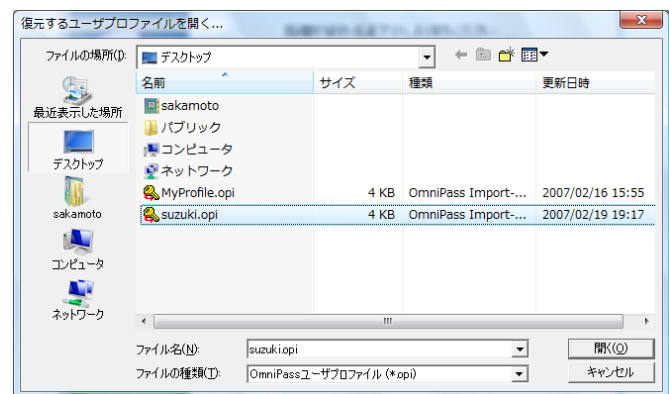 復元するユーザプロファイルを開く...
ファイルの場所(I):
デスクトップ
最近表示した場所
デスクトップ
sakamoto
コンピュータ
ネットワーク
名前 サイズ 種類 更新日時
sakamoto
パブリック
コンピュータ
ネットワーク
MyProfile.opi 4 KB OmniPass Import-... 2007/02/16 15:55
suzuki.opi 4 KB OmniPass Import-... 2007/02/19 19:17
ファイル名(N): suzuki.opi 開く(O)
ファイルの種類(T): OmniPassユーザプロファイル (*.opi) キャンセル